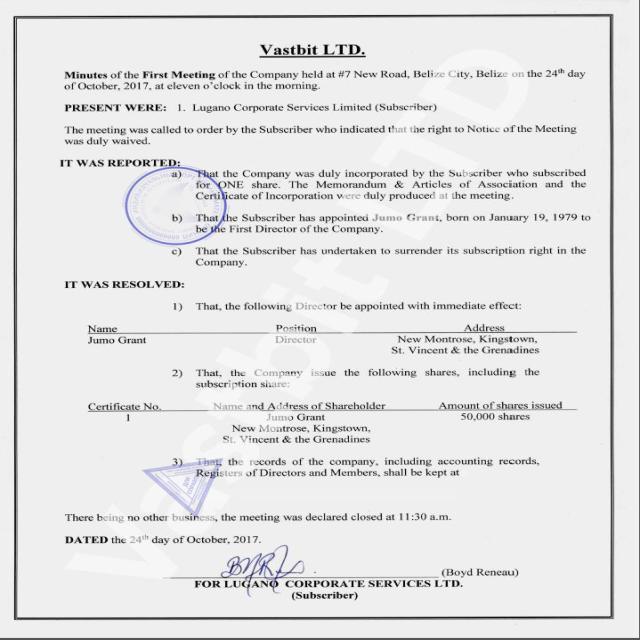 Vastbit LTD.
Minutes of the First Meeting of the Company held at #7 New Road, Belize City, Belize on the 24th day
of October, 2017, at eleven o'clock in the morning.
PRESENT WERE: 1. Lugano Corporate Services Limited (Subscriber)
The meeting was called to order by the Subscriber who indicated that the right to Notice of the Meeting
was duly waived.
IT WAS REPORTED:
a) That the Company was duly incorporated by the Subscriber who subscribed
for ONE share. The Memorandum & Articles of Association and the
Certificate of Incorporation were duly produced at the meeting.
b) That the Subscriber has appointed Jumo Grant, born on January 19, 1979 to
be the First Director of the Company.
c) That the Subscriber has undertaken to surrender its subscription right in the
Company.
IT WAS RESOLVED:
1) That, the following Director be appointed with immediate effect:
Name Position Address
Jumo Grant Director New Montrose, Kingstown,
St. Vincent & the Grenadines
2) That, the Company issue the following shares, including the
subscription share:
Certificate No. Name and Address of Shareholder Amount of shares issued
1 Jumo Grant 50,000 shares
New Montrose, Kingstown,
St. Vincent & the Grenadines
3) That, the records of the company, including accounting records,
Registers of Directors and Members, shall be kept at
There being no other business, the meeting was declared closed at 11:30 a.m.
DATED the 24th day of October, 2017.
(Boyd Reneau)
FOR LUGANO CORPORATE SERVICES LTD.
(Subscriber)
Vastbit LTD